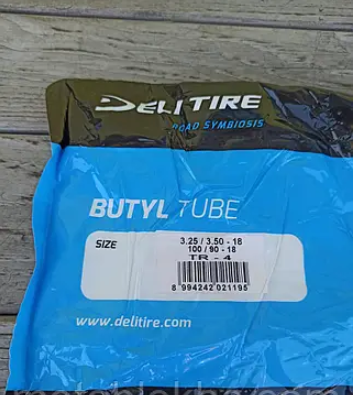 DELITIRE
ROAD SYMBIOSIS
BUTYL TUBE
SIZE
3.25 / 3.50 - 18
100 / 90 - 18
TR - 4
8 994242 021195
www.delitire.com